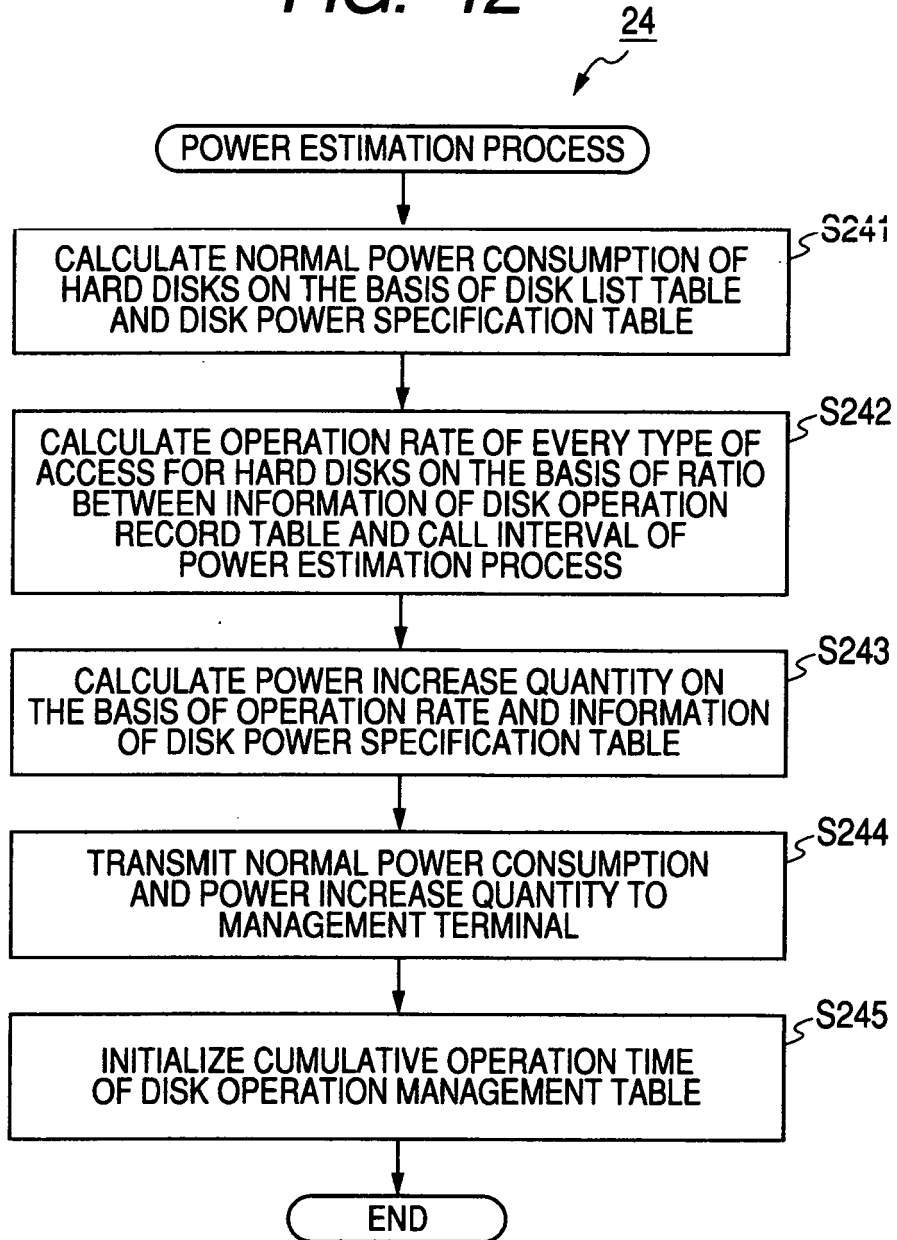 FIG. 12
24
POWER ESTIMATION PROCESS
S241
CALCULATE NORMAL POWER CONSUMPTION OF
HARD DISKS ON THE BASIS OF DISK LIST TABLE
AND DISK POWER SPECIFICATION TABLE
S242
CALCULATE OPERATION RATE OF EVERY TYPE OF
ACCESS FOR HARD DISKS ON THE BASIS OF RATIO
BETWEEN INFORMATION OF DISK OPERATION
RECORD TABLE AND CALL INTERVAL OF
POWER ESTIMATION PROCESS
S243
CALCULATE POWER INCREASE QUANTITY ON
THE BASIS OF OPERATION RATE AND INFORMATION
OF DISK POWER SPECIFICATION TABLE
S244
TRANSMIT NORMAL POWER CONSUMPTION
AND POWER INCREASE QUANTITY TO
MANAGEMENT TERMINAL
S245
INITIALIZE CUMULATIVE OPERATION TIME
OF DISK OPERATION MANAGEMENT TABLE
END